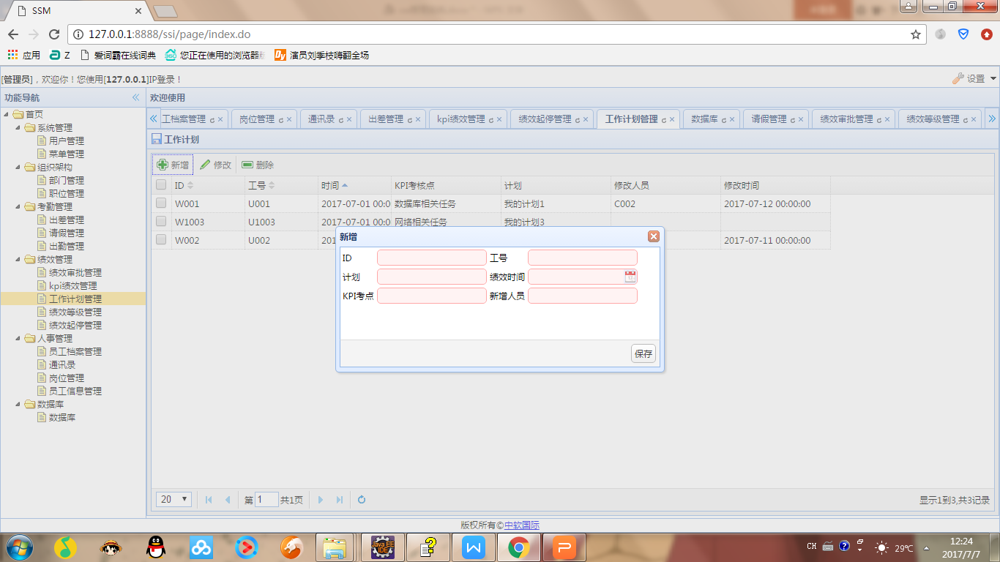 SSM
127.0.0.1:8888/ssi/page/index.do
应用 Z 爱词霸在线词典 您正在使用的浏览器版 演员刘季枝嗨翻全场
[管理员]，欢迎你！您使用[127.0.0.1]IP登录！ 设置
功能导航 欢迎使用
工档案管理 岗位管理 通讯录 出差管理 kpi绩效管理 绩效起停管理 工作计划管理 数据库 请假管理 绩效审批管理 绩效等级管理
首页
系统管理
用户管理
菜单管理
组织架构
部门管理
职位管理
考勤管理
出差管理
请假管理
出勤管理
绩效管理
绩效审批管理
kpi绩效管理
工作计划管理
绩效等级管理
绩效起停管理
人事管理
员工档案管理
通讯录
岗位管理
员工信息管理
数据库
数据库
工作计划
新增 修改 删除
ID 工号 时间 KPI考核点 计划 修改人员 修改时间
W001 U001 2017-07-01 00:0 数据库相关任务 我的计划1 C002 2017-07-12 00:00:00
W1003 U1003 2017-07-01 00:0 网络相关任务 我的计划3
W002 U002 201 2017-07-11 00:00:00
新增
ID 工号
计划 绩效时间
KPI考点 新增人员
保存
20 第 1 共1页 显示1到3,共3记录
版权所有©中软国际
CH 29℃ 12:24
2017/7/7